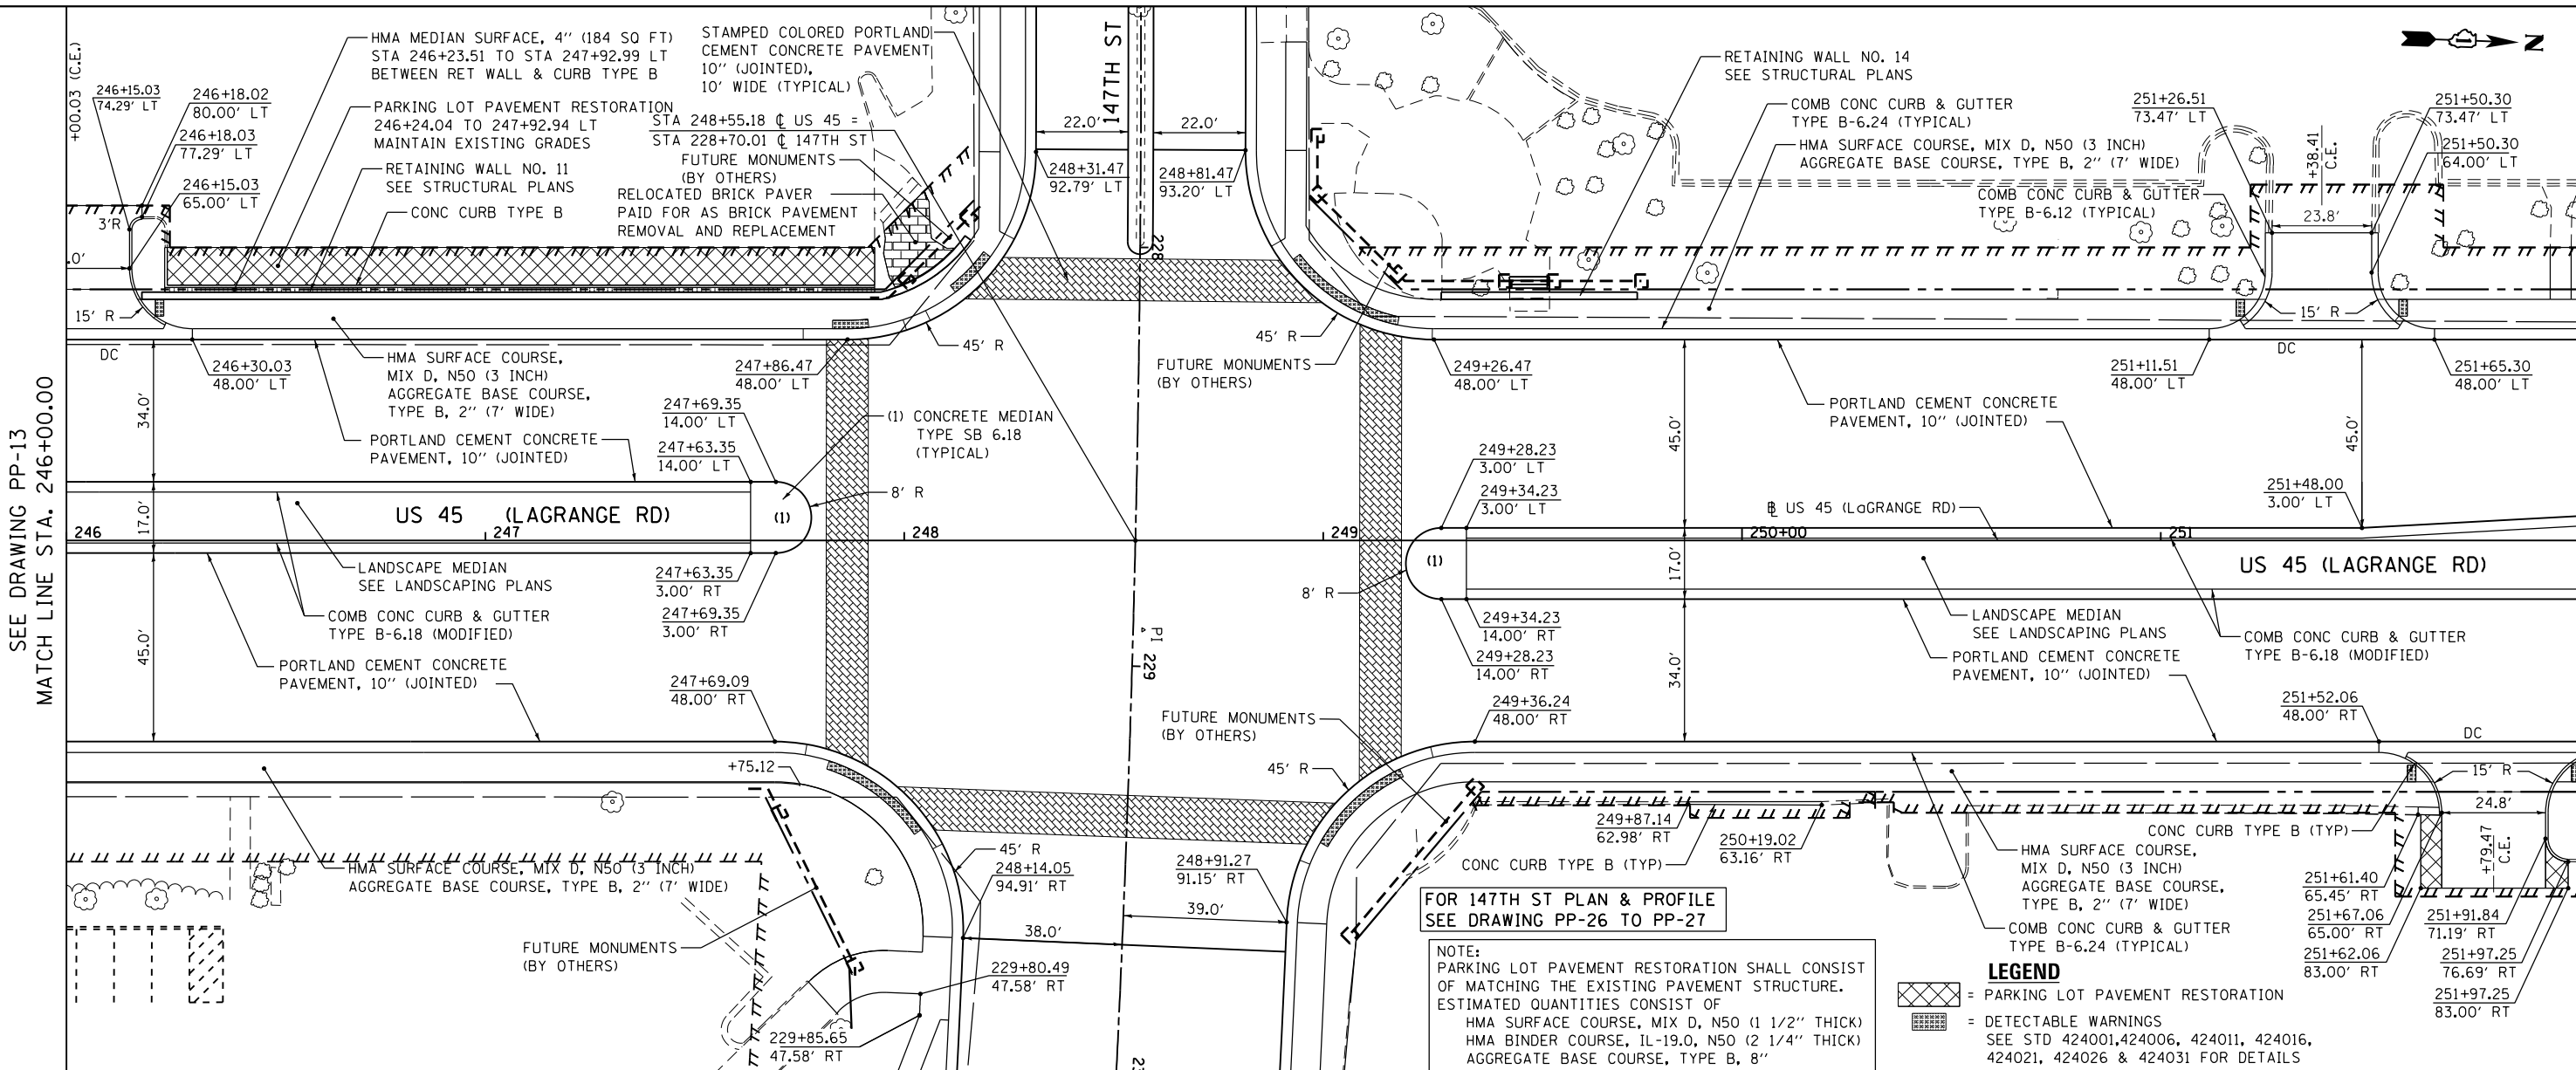 SEE DRAWING PP-13
MATCH LINE STA. 246+00.00
+00.03 (C.E.)
246+15.03
74.29' LT
246+18.02
80.00' LT
246+18.03
77.29' LT
246+15.03
65.00' LT
3'R
.0'
15' R
DC
HMA MEDIAN SURFACE, 4'' (184 SQ FT)
STA 246+23.51 TO STA 247+92.99 LT
BETWEEN RET WALL & CURB TYPE B
PARKING LOT PAVEMENT RESTORATION
246+24.04 TO 247+92.94 LT
MAINTAIN EXISTING GRADES
RETAINING WALL NO. 11
SEE STRUCTURAL PLANS
CONC CURB TYPE B
STAMPED COLORED PORTLAND
CEMENT CONCRETE PAVEMENT
10'' (JOINTED),
10' WIDE (TYPICAL)
STA 248+55.18 ℄ US 45 =
STA 228+70.01 ℄ 147TH ST
FUTURE MONUMENTS
(BY OTHERS)
RELOCATED BRICK PAVER
PAID FOR AS BRICK PAVEMENT
REMOVAL AND REPLACEMENT
147TH ST
22.0'
22.0'
248+31.47
92.79' LT
248+81.47
93.20' LT
228
RETAINING WALL NO. 14
SEE STRUCTURAL PLANS
COMB CONC CURB & GUTTER
TYPE B-6.24 (TYPICAL)
HMA SURFACE COURSE, MIX D, N50 (3 INCH)
AGGREGATE BASE COURSE, TYPE B, 2'' (7' WIDE)
COMB CONC CURB & GUTTER
TYPE B-6.12 (TYPICAL)
251+26.51
73.47' LT
+38.41
C.E.
23.8'
251+50.30
73.47' LT
251+50.30
64.00' LT
N
15' R
DC
246+30.03
48.00' LT
HMA SURFACE COURSE,
MIX D, N50 (3 INCH)
AGGREGATE BASE COURSE,
TYPE B, 2'' (7' WIDE)
PORTLAND CEMENT CONCRETE
PAVEMENT, 10'' (JOINTED)
247+86.47
48.00' LT
45' R
45' R
FUTURE MONUMENTS
(BY OTHERS)
249+26.47
48.00' LT
251+11.51
48.00' LT
251+65.30
48.00' LT
34.0'
17.0'
45.0'
247+69.35
14.00' LT
247+63.35
14.00' LT
(1) CONCRETE MEDIAN
TYPE SB 6.18
(TYPICAL)
8' R
(1)
US 45 (LAGRANGE RD)
246
247
248
249
250+00
251
PORTLAND CEMENT CONCRETE
PAVEMENT, 10'' (JOINTED)
45.0'
45.0'
249+28.23
3.00' LT
249+34.23
3.00' LT
℄ US 45 (LaGRANGE RD)
251+48.00
3.00' LT
(1)
8' R
17.0'
34.0'
US 45 (LAGRANGE RD)
LANDSCAPE MEDIAN
SEE LANDSCAPING PLANS
COMB CONC CURB & GUTTER
TYPE B-6.18 (MODIFIED)
PORTLAND CEMENT CONCRETE
PAVEMENT, 10'' (JOINTED)
247+63.35
3.00' RT
247+69.35
3.00' RT
247+69.09
48.00' RT
PI
229
249+34.23
14.00' RT
249+28.23
14.00' RT
249+36.24
48.00' RT
LANDSCAPE MEDIAN
SEE LANDSCAPING PLANS
PORTLAND CEMENT CONCRETE
PAVEMENT, 10'' (JOINTED)
COMB CONC CURB & GUTTER
TYPE B-6.18 (MODIFIED)
251+52.06
48.00' RT
DC
+75.12
FUTURE MONUMENTS
(BY OTHERS)
45' R
15' R
24.8'
+79.47
C.E.
HMA SURFACE COURSE, MIX D, N50 (3 INCH)
AGGREGATE BASE COURSE, TYPE B, 2'' (7' WIDE)
FUTURE MONUMENTS
(BY OTHERS)
45' R
248+14.05
94.91' RT
248+91.27
91.15' RT
39.0'
38.0'
229+80.49
47.58' RT
229+85.65
47.58' RT
249+87.14
62.98' RT
250+19.02
63.16' RT
CONC CURB TYPE B (TYP)
CONC CURB TYPE B (TYP)
HMA SURFACE COURSE,
MIX D, N50 (3 INCH)
AGGREGATE BASE COURSE,
TYPE B, 2'' (7' WIDE)
COMB CONC CURB & GUTTER
TYPE B-6.24 (TYPICAL)
251+61.40
65.45' RT
251+67.06
65.00' RT
251+62.06
83.00' RT
251+91.84
71.19' RT
251+97.25
76.69' RT
251+97.25
83.00' RT
FOR 147TH ST PLAN & PROFILE
SEE DRAWING PP-26 TO PP-27
NOTE:
PARKING LOT PAVEMENT RESTORATION SHALL CONSIST
OF MATCHING THE EXISTING PAVEMENT STRUCTURE.
ESTIMATED QUANTITIES CONSIST OF
HMA SURFACE COURSE, MIX D, N50 (1 1/2'' THICK)
HMA BINDER COURSE, IL-19.0, N50 (2 1/4'' THICK)
AGGREGATE BASE COURSE, TYPE B, 8''
LEGEND
= PARKING LOT PAVEMENT RESTORATION
= DETECTABLE WARNINGS
SEE STD 424001,424006, 424011, 424016,
424021, 424026 & 424031 FOR DETAILS